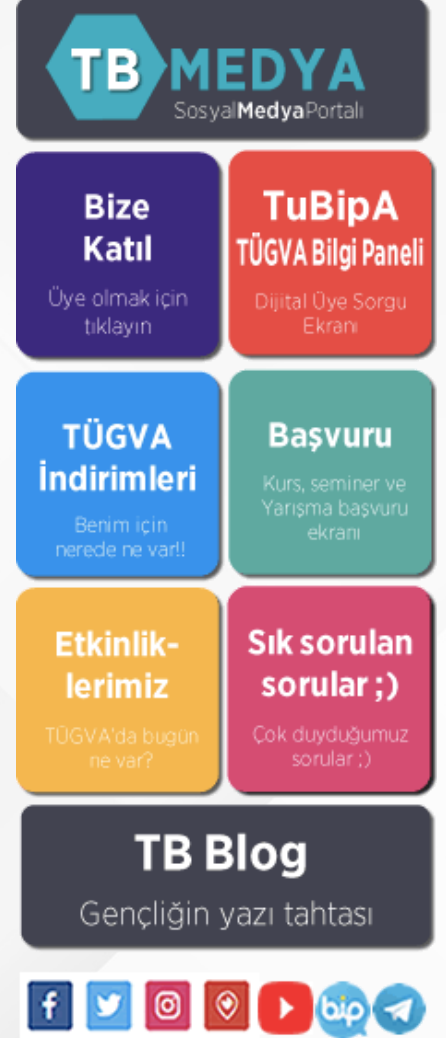 TB MEDYA
SosyalMedyaPortalı
Bize
Katıl
Üye olmak için
tıklayın
TuBipA
TÜGVA Bilgi Paneli
Dijital Üye Sorgu
Ekranı
TÜGVA
İndirimleri
Benim için
nerede ne var!!
Başvuru
Kurs, seminer ve
Yarışma başvuru
ekranı
Etkinlik-
lerimiz
TÜGVA'da bugün
ne var?
Sık sorulan
sorular ;)
Çok duyduğumuz
sorular ;)
TB Blog
Gençliğin yazı tahtası
f
bip